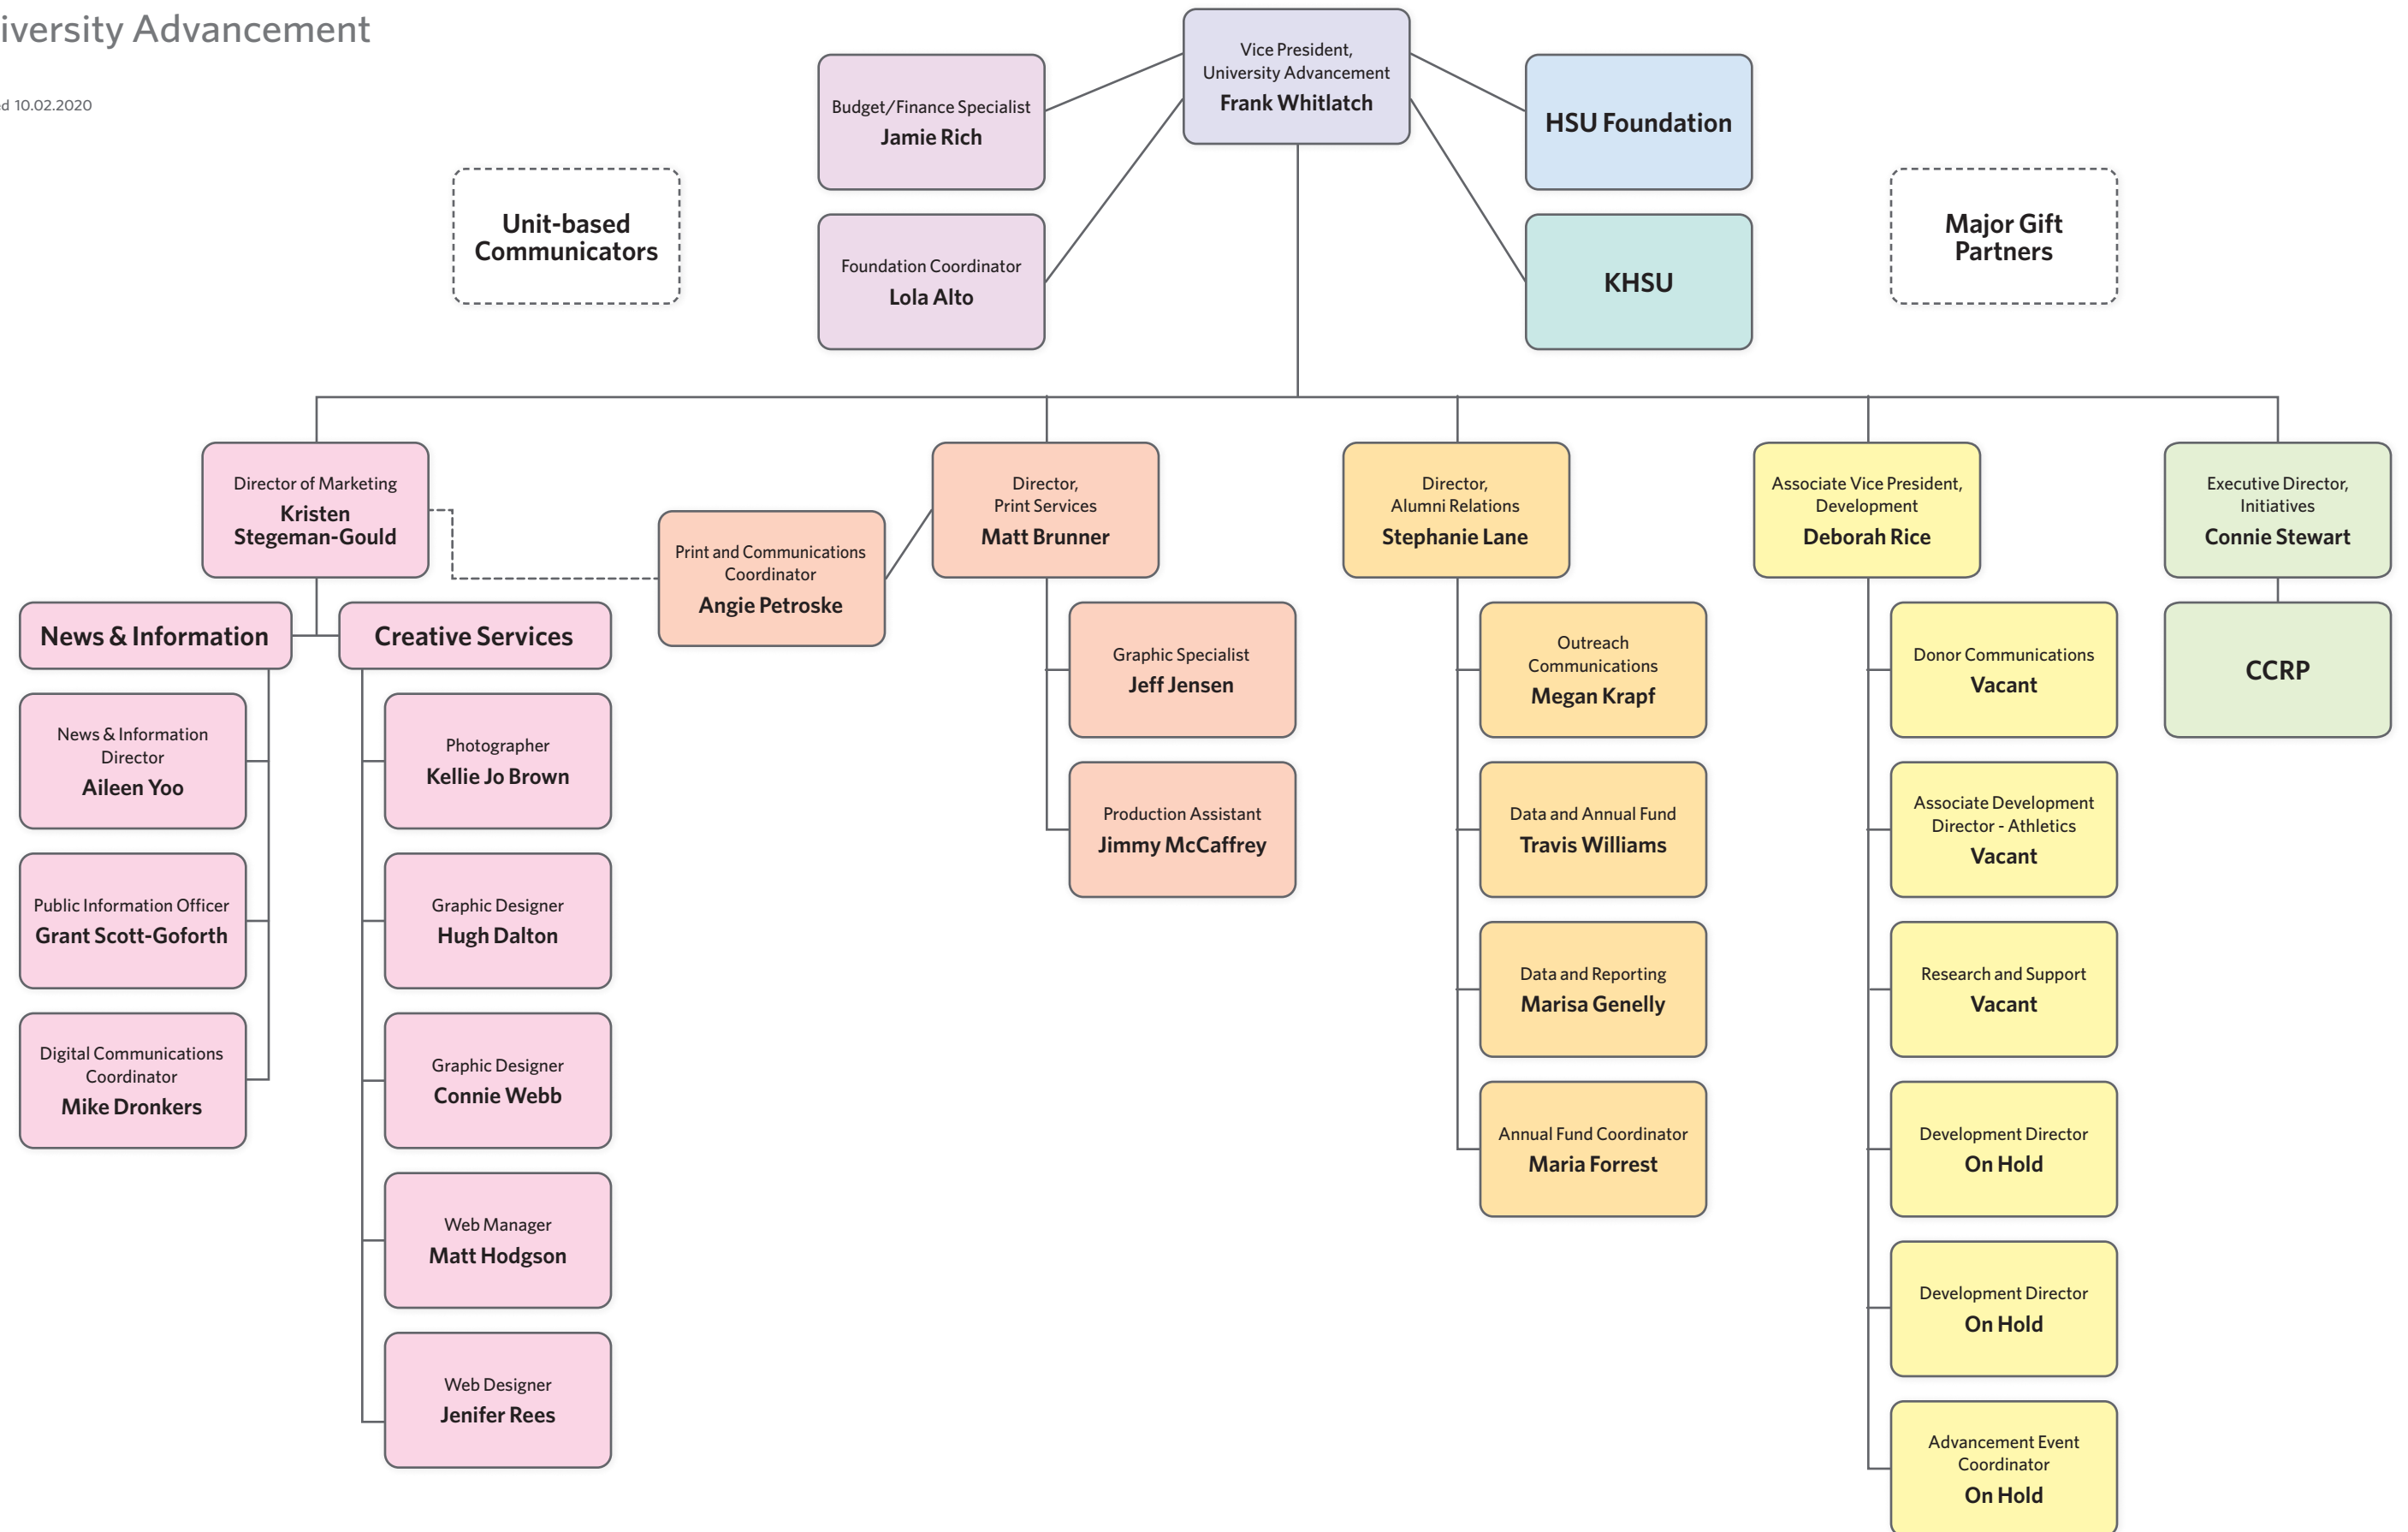 iversity Advancement
d 10.02.2020
Vice President,
University Advancement
Frank Whitlatch
Budget/Finance Specialist
Jamie Rich
HSU Foundation
Unit-based
Communicators
Foundation Coordinator
Lola Alto
KHSU
Major Gift
Partners
Director of Marketing
Kristen
Stegeman-Gould
Print and Communications
Coordinator
Angie Petroske
Director,
Print Services
Matt Brunner
Director,
Alumni Relations
Stephanie Lane
Associate Vice President,
Development
Deborah Rice
Executive Director,
Initiatives
Connie Stewart
News & Information
News & Information
Director
Aileen Yoo
Public Information Officer
Grant Scott-Goforth
Digital Communications
Coordinator
Mike Dronkers
Creative Services
Photographer
Kellie Jo Brown
Graphic Designer
Hugh Dalton
Graphic Designer
Connie Webb
Web Manager
Matt Hodgson
Web Designer
Jenifer Rees
Graphic Specialist
Jeff Jensen
Production Assistant
Jimmy McCaffrey
Outreach
Communications
Megan Krapf
Data and Annual Fund
Travis Williams
Data and Reporting
Marisa Genelly
Annual Fund Coordinator
Maria Forrest
Donor Communications
Vacant
Associate Development
Director - Athletics
Vacant
Research and Support
Vacant
Development Director
On Hold
Development Director
On Hold
Advancement Event
Coordinator
On Hold
CCRP